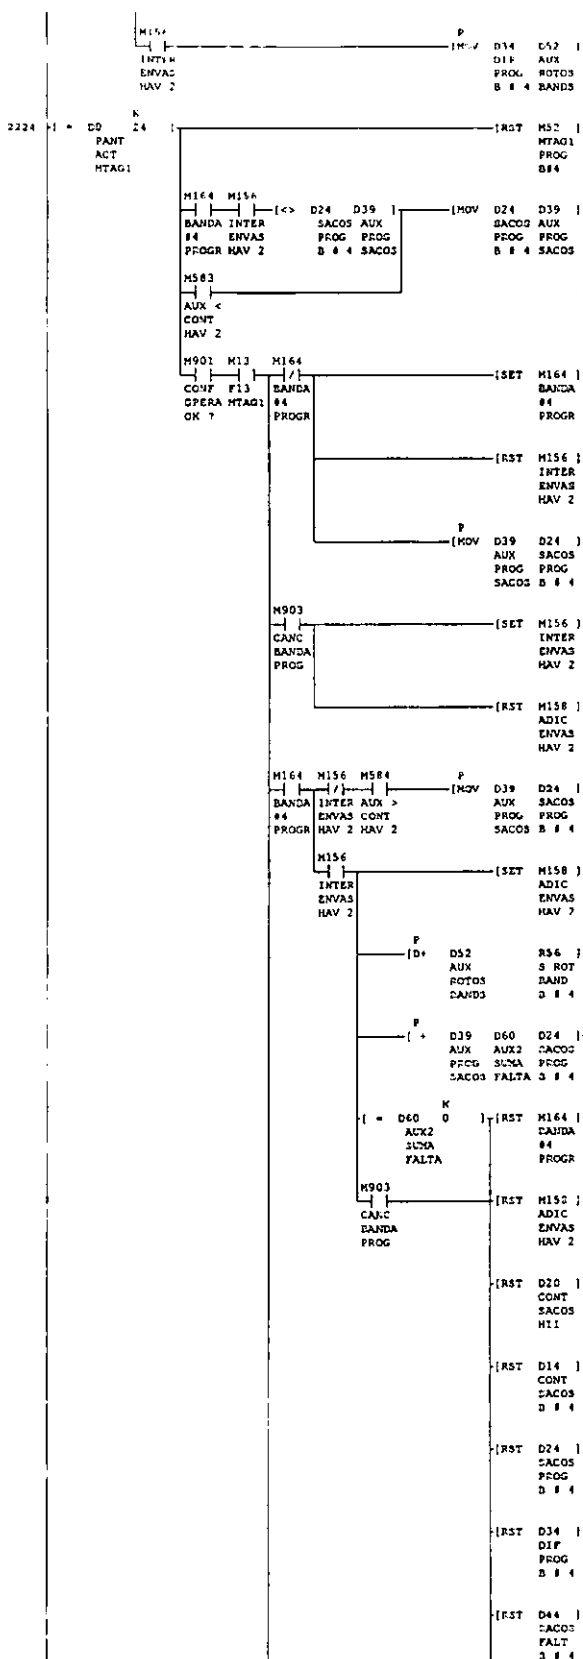 M156 P
[MOV D34 D52 ]
INTER DIF AUX
ENVAS PROG ROTOS
HAV 2 B # 4 BAND3
K
2224 [ = D0 24 ] [RST M52 ]
PANT MTAG1
ACT PROG
MTAG1 B#4
M164 M156
[<> D24 D39 ] [MOV D24 D39 ]
BANDA INTER SACOS AUX SACOS AUX
#4 ENVAS PROG PROG PROG PROG
PROGR HAV 2 B # 4 SACOS B # 4 SACOS
M583
AUX <
CONT
HAV 2
M901 M13 M164
[SET M164 ]
CONF F13 BANDA BANDA
OPERA MTAG1 #4 #4
OK ? PROGR PROGR
[RST M156 ]
INTER
ENVAS
HAV 2
P
[MOV D39 D24 ]
AUX SACOS
PROG PROG
SACOS B # 4
M903
[SET M156 ]
CANC INTER
BANDA ENVAS
PROG HAV 2
[RST M158 ]
ADIC
ENVAS
HAV 2
M164 M156 M584 P
[MOV D39 D24 ]
BANDA INTER AUX > AUX SACOS
#4 ENVAS CONT PROG PROG
PROGR HAV 2 HAV 2 SACOS B # 4
M156
[SET M158 ]
INTER ADIC
ENVAS ENVAS
HAV 2 HAV 2
P
[D+ D52 R56 ]
AUX S ROT
ROTOS BAND
BAND3 B # 4
P
[ + D39 D60 D24 ]
AUX AUX2 SACOS
PROG SUMA PROG
SACOS FALTA B # 4
K
[ = D60 0 ] [RST M164 ]
AUX2 BANDA
SUMA #4
FALTA PROGR
M903
[RST M158 ]
CANC ADIC
BANDA ENVAS
PROG HAV 2
[RST D20 ]
CONT
SACOS
HII
[RST D14 ]
CONT
SACOS
B # 4
[RST D24 ]
SACOS
PROG
B # 4
[RST D34 ]
DIF
PROG
B # 4
[RST D44 ]
SACOS
FALT
B # 4